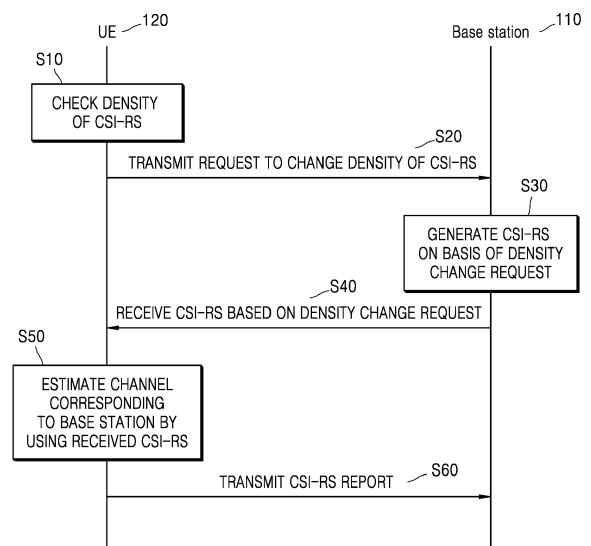 UE 120
Base station 110
S10
CHECK DENSITY
OF CSI-RS
S20
TRANSMIT REQUEST TO CHANGE DENSITY OF CSI-RS
S30
GENERATE CSI-RS
ON BASIS OF DENSITY
CHANGE REQUEST
S40
RECEIVE CSI-RS BASED ON DENSITY CHANGE REQUEST
S50
ESTIMATE CHANNEL
CORRESPONDING
TO BASE STATION BY
USING RECEIVED CSI-RS
S60
TRANSMIT CSI-RS REPORT